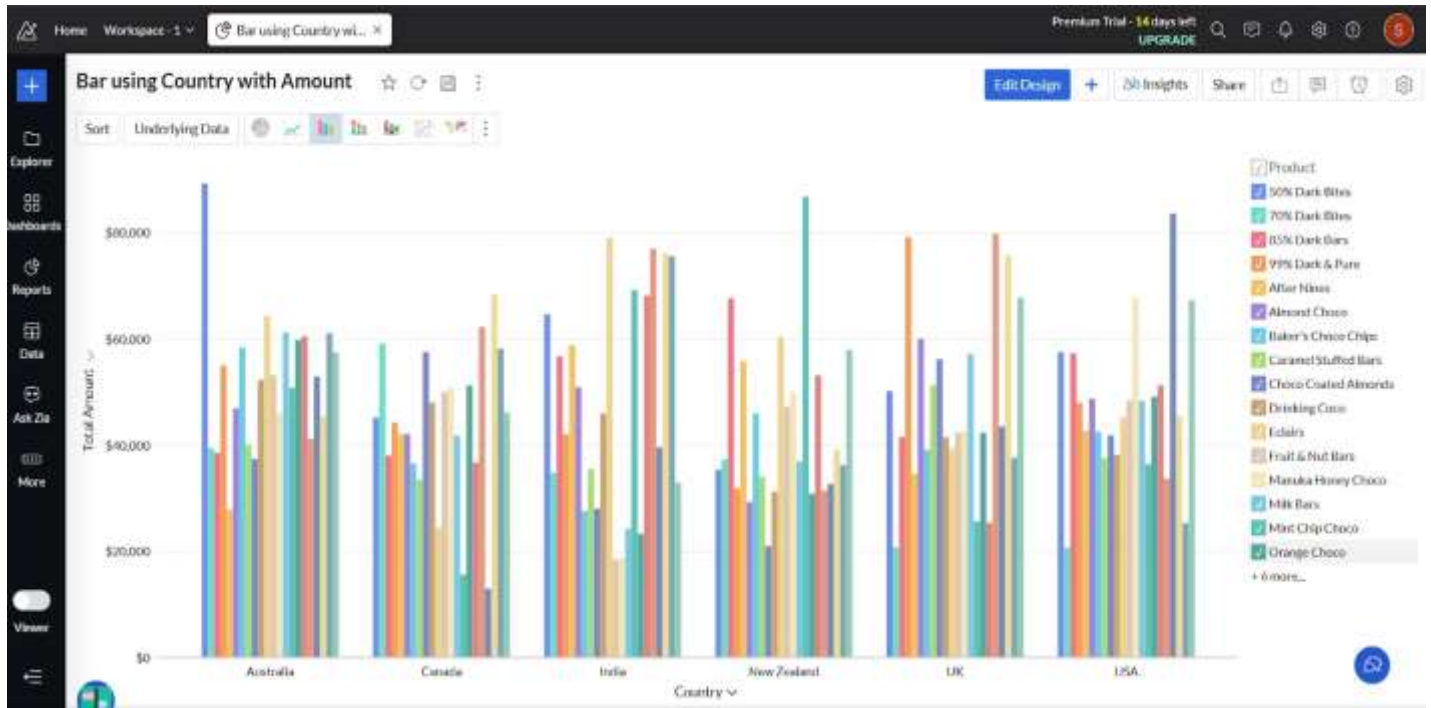 Home Workspace - 1 Bar using Country wi... ×
Premium Trial - 14 days left
UPGRADE
S
Bar using Country with Amount
Edit Design + Insights Share
Sort Underlying Data
Explorer
Dashboards
Reports
Data
Ask Zia
More
Viewer
Total Amount
$80,000
$60,000
$40,000
$20,000
$0
Australia Canada India New Zealand UK USA
Country
Product
50% Dark Bites
70% Dark Bites
85% Dark Bars
99% Dark & Pure
After Nines
Almond Choco
Baker's Choco Chips
Caramel Stuffed Bars
Choco Coated Almonds
Drinking Coco
Eclairs
Fruit & Nut Bars
Manuka Honey Choco
Milk Bars
Mint Chip Choco
Orange Choco
+ 6 more...